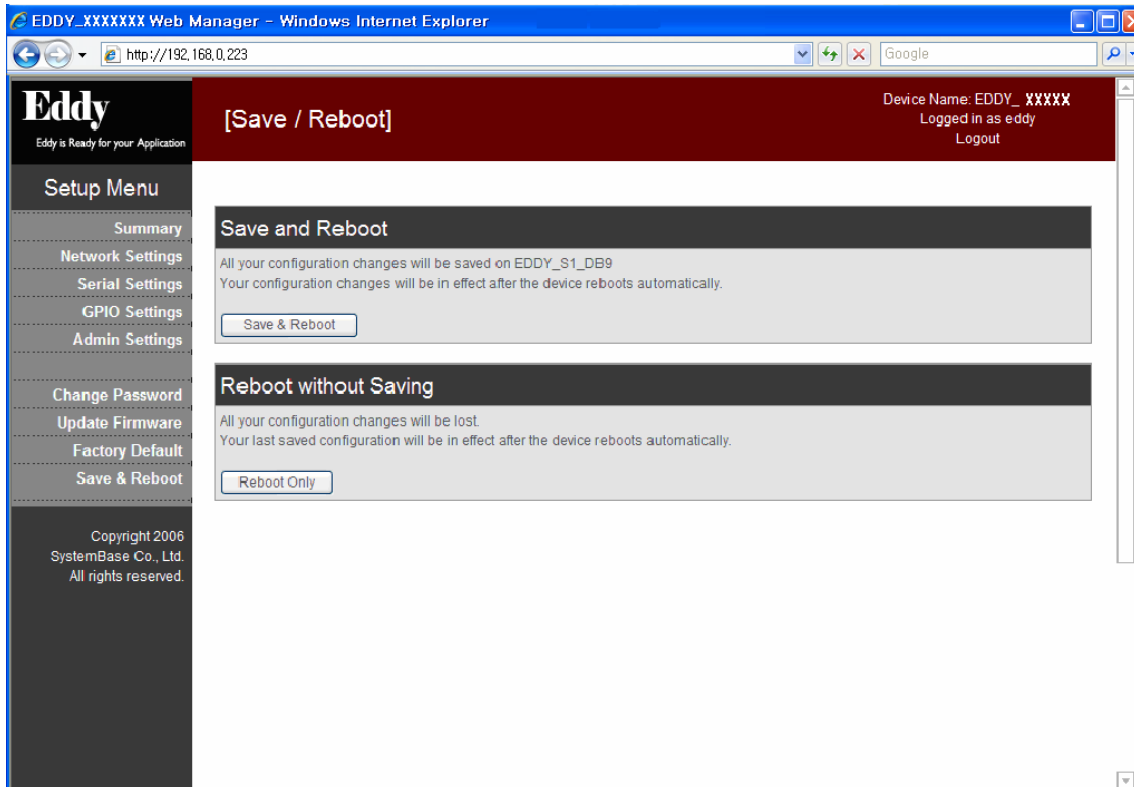 EDDY_XXXXXXX Web Manager - Windows Internet Explorer
http://192,168,0,223
Google
Eddy
Eddy is Ready for your Application
[Save / Reboot]
Device Name: EDDY_ XXXXX
Logged in as eddy
Logout
Setup Menu
Summary
Network Settings
Serial Settings
GPIO Settings
Admin Settings
Change Password
Update Firmware
Factory Default
Save & Reboot
Copyright 2006
SystemBase Co., Ltd.
All rights reserved.
Save and Reboot
All your configuration changes will be saved on EDDY_S1_DB9
Your configuration changes will be in effect after the device reboots automatically.
Save & Reboot
Reboot without Saving
All your configuration changes will be lost.
Your last saved configuration will be in effect after the device reboots automatically.
Reboot Only